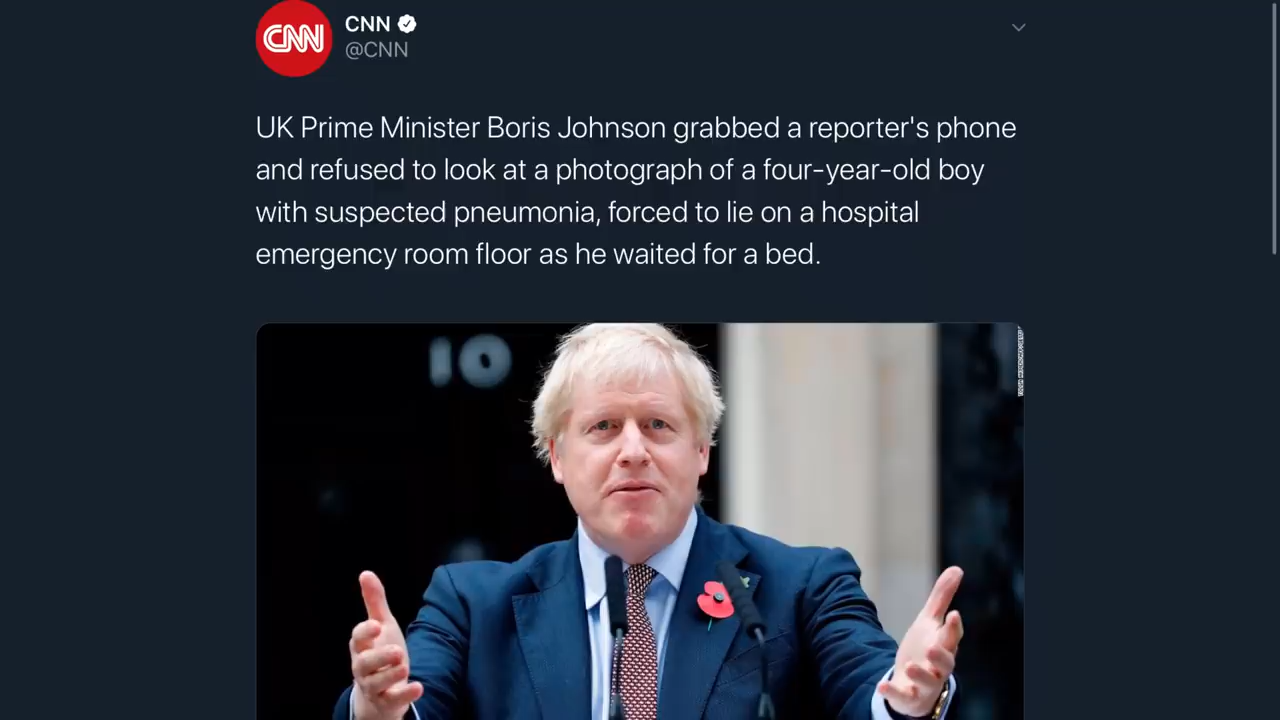 CNN
CNN
@CNN
UK Prime Minister Boris Johnson grabbed a reporter's phone
and refused to look at a photograph of a four-year-old boy
with suspected pneumonia, forced to lie on a hospital
emergency room floor as he waited for a bed.
10